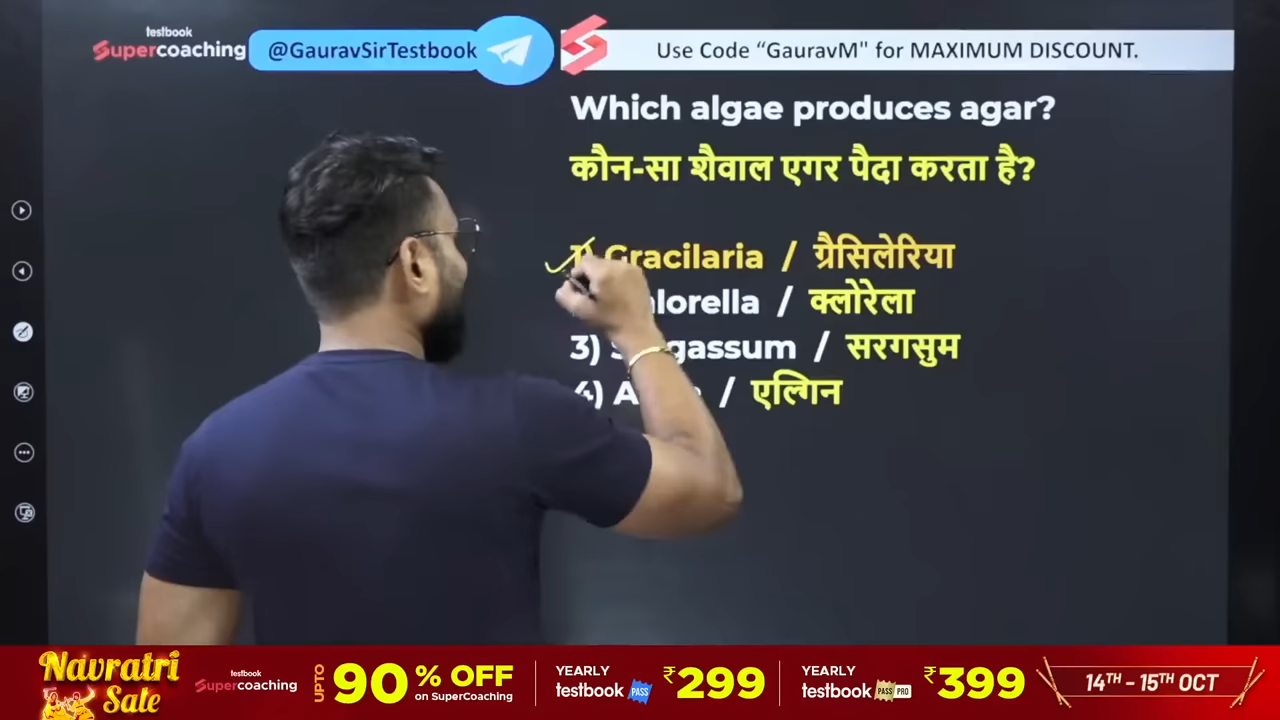 testbook
Supercoaching
@GauravSirTestbook
Use Code “GauravM" for MAXIMUM DISCOUNT.
Which algae produces agar?
कौन-सा शैवाल एगर पैदा करता है?
1) Gracilaria / ग्रैसिलेरिया
/ क्लोरेला
3) / सरगसुम
4) / एल्गिन
Navratri
Sale
testbook
Supercoaching
UPTO 90% OFF
on SuperCoaching
YEARLY
testbook PASS
₹299
YEARLY
testbook PASS PRO
₹399
14TH - 15TH OCT